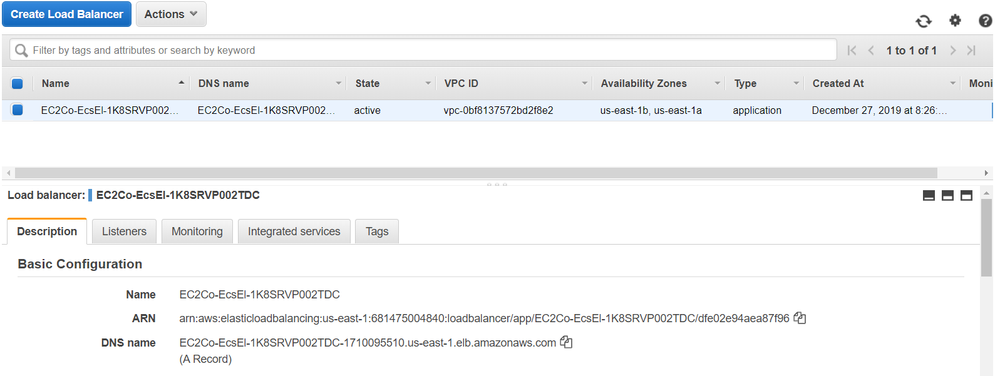 Create Load Balancer Actions
Filter by tags and attributes or search by keyword 1 to 1 of 1
Name DNS name State VPC ID Availability Zones Type Created At Moni
EC2Co-EcsEl-1K8SRVP002... EC2Co-EcsEl-1K8SRVP002... active vpc-0bf8137572bd2f8e2 us-east-1b, us-east-1a application December 27, 2019 at 8:26:...
Load balancer: EC2Co-EcsEl-1K8SRVP002TDC
Description Listeners Monitoring Integrated services Tags
Basic Configuration
Name EC2Co-EcsEl-1K8SRVP002TDC
ARN arn:aws:elasticloadbalancing:us-east-1:681475004840:loadbalancer/app/EC2Co-EcsEl-1K8SRVP002TDC/dfe02e94aea87f96
DNS name EC2Co-EcsEl-1K8SRVP002TDC-1710095510.us-east-1.elb.amazonaws.com
(A Record)